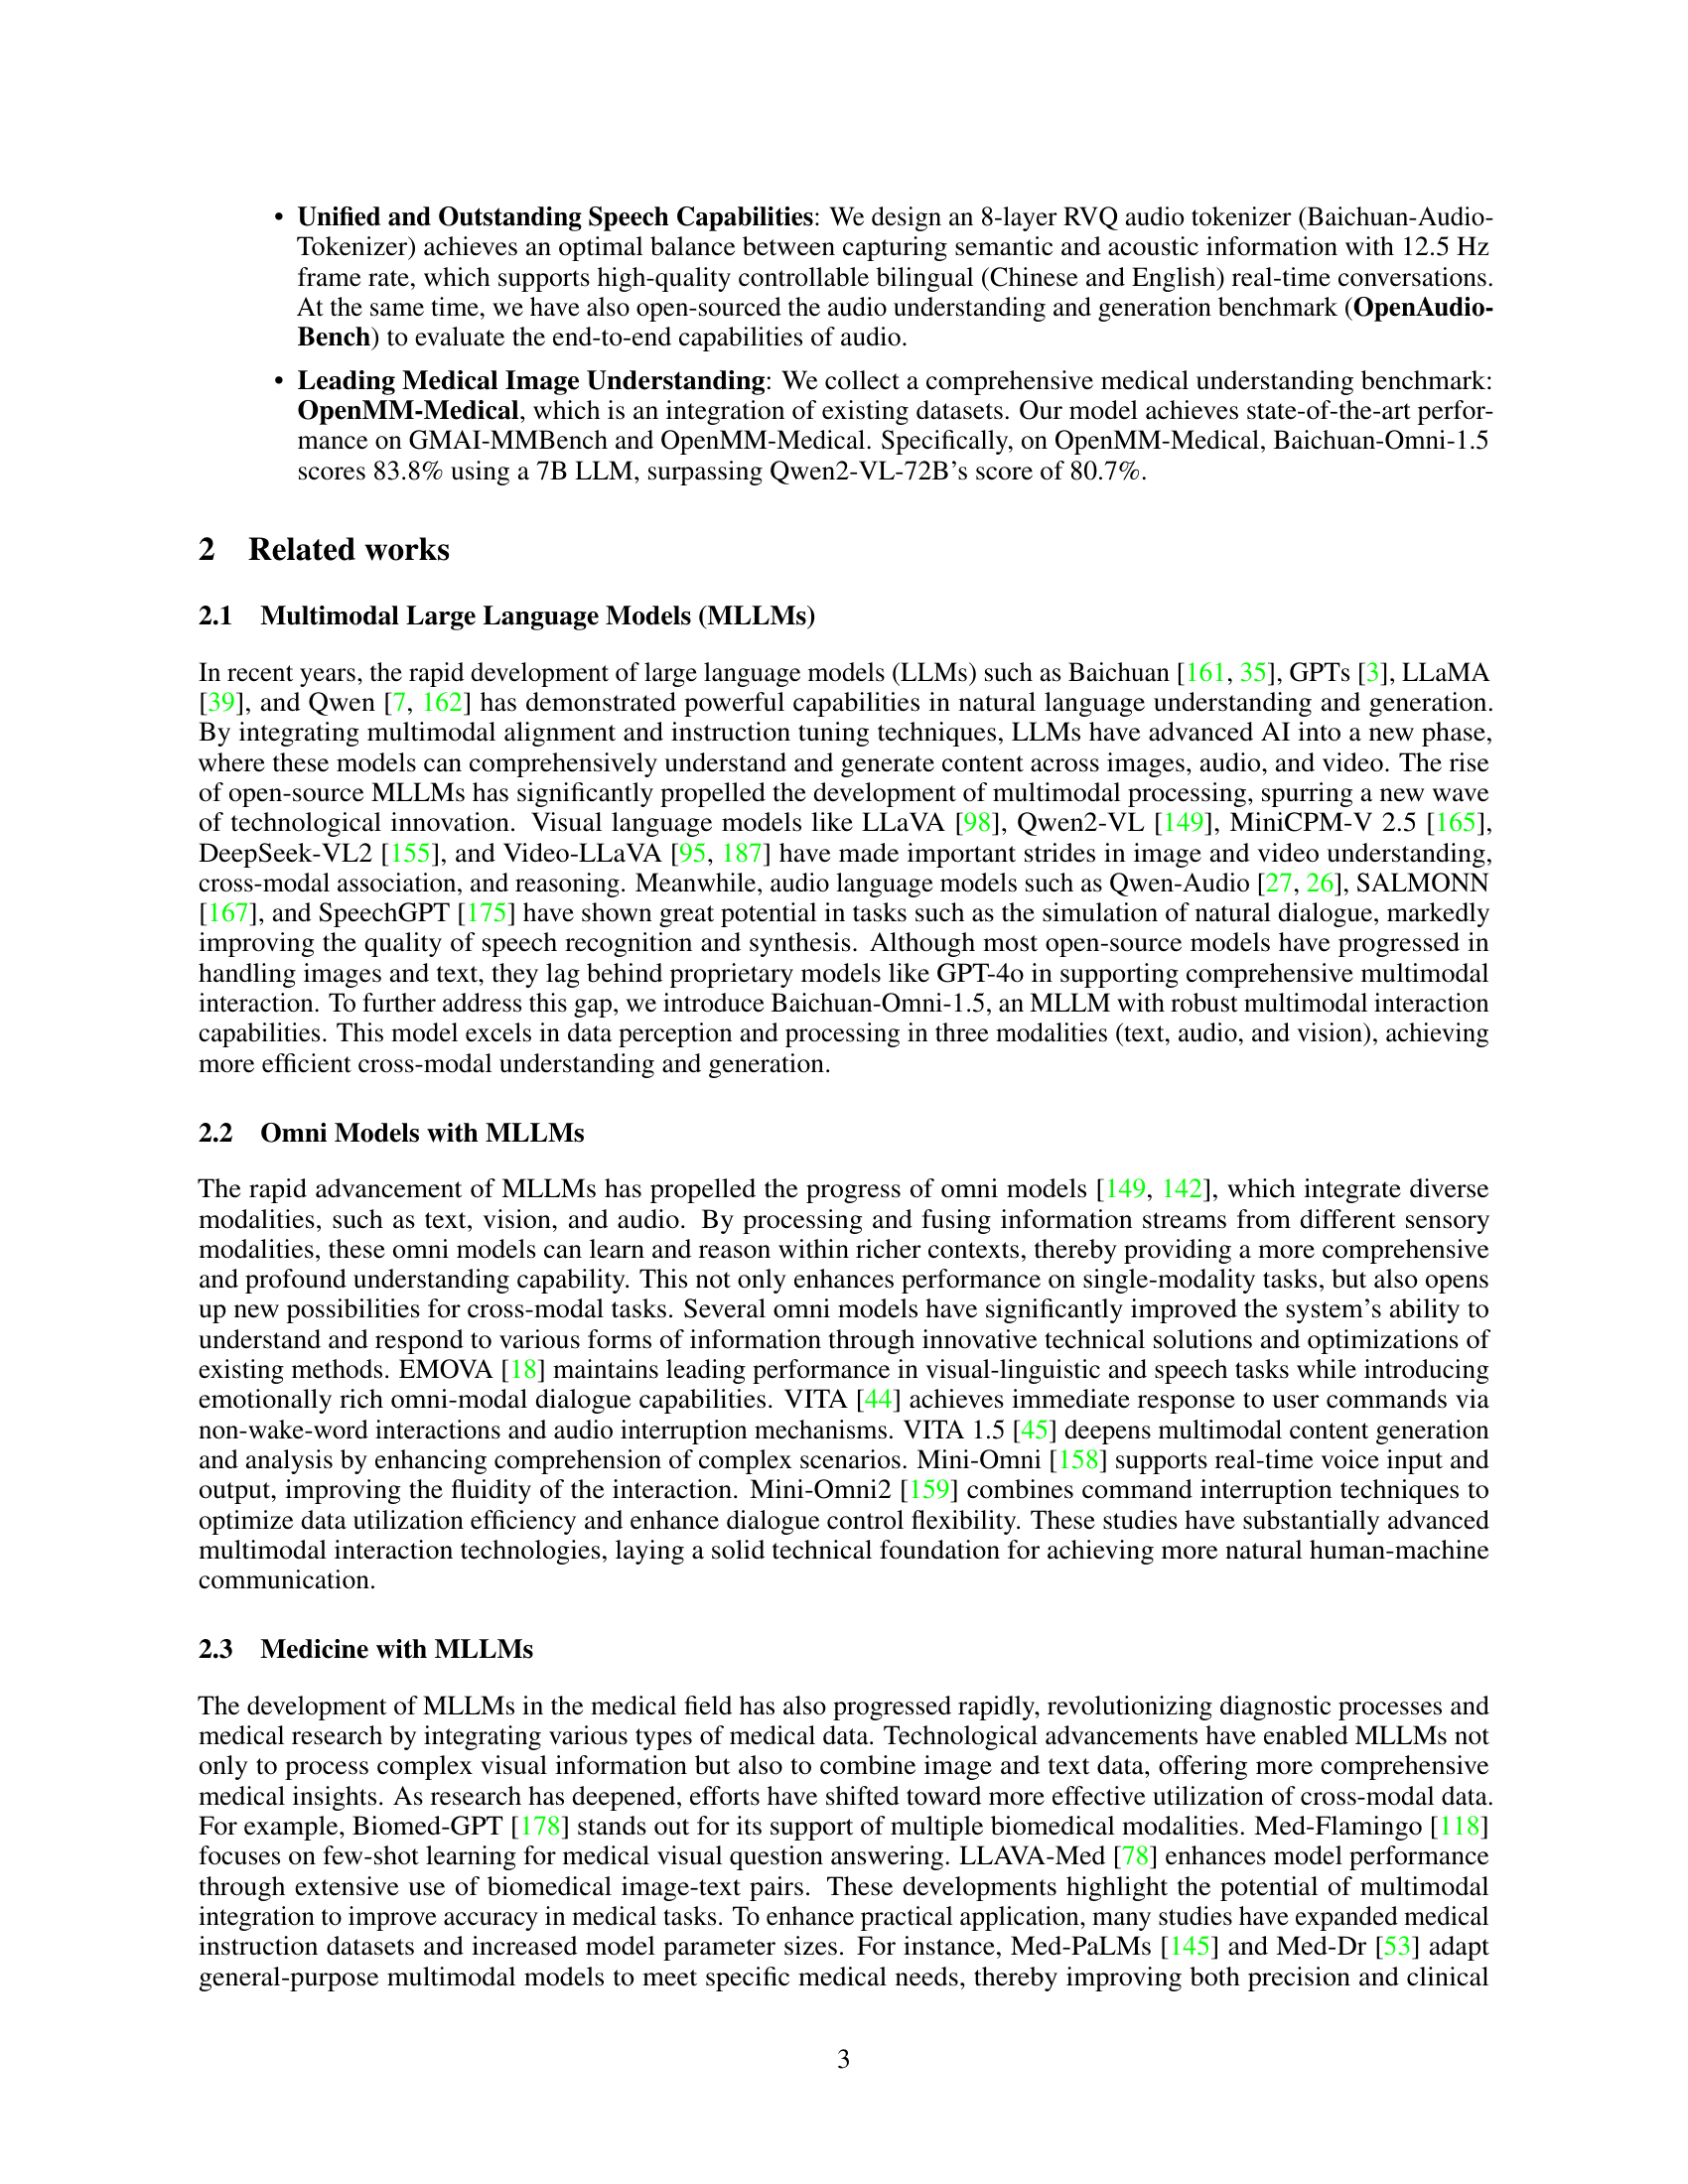 • Unified and Outstanding Speech Capabilities: We design an 8-layer RVQ audio tokenizer (Baichuan-Audio-
Tokenizer) achieves an optimal balance between capturing semantic and acoustic information with 12.5 Hz
frame rate, which supports high-quality controllable bilingual (Chinese and English) real-time conversations.
At the same time, we have also open-sourced the audio understanding and generation benchmark (OpenAudio-
Bench) to evaluate the end-to-end capabilities of audio.
• Leading Medical Image Understanding: We collect a comprehensive medical understanding benchmark:
OpenMM-Medical, which is an integration of existing datasets. Our model achieves state-of-the-art perfor-
mance on GMAI-MMBench and OpenMM-Medical. Specifically, on OpenMM-Medical, Baichuan-Omni-1.5
scores 83.8% using a 7B LLM, surpassing Qwen2-VL-72B's score of 80.7%.
2 Related works
2.1 Multimodal Large Language Models (MLLMs)
In recent years, the rapid development of large language models (LLMs) such as Baichuan [161, 35], GPTs [3], LLaMA
[39], and Qwen [7, 162] has demonstrated powerful capabilities in natural language understanding and generation.
By integrating multimodal alignment and instruction tuning techniques, LLMs have advanced AI into a new phase,
where these models can comprehensively understand and generate content across images, audio, and video. The rise
of open-source MLLMs has significantly propelled the development of multimodal processing, spurring a new wave
of technological innovation. Visual language models like LLaVA [98], Qwen2-VL [149], MiniCPM-V 2.5 [165],
DeepSeek-VL2 [155], and Video-LLaVA [95, 187] have made important strides in image and video understanding,
cross-modal association, and reasoning. Meanwhile, audio language models such as Qwen-Audio [27, 26], SALMONN
[167], and SpeechGPT [175] have shown great potential in tasks such as the simulation of natural dialogue, markedly
improving the quality of speech recognition and synthesis. Although most open-source models have progressed in
handling images and text, they lag behind proprietary models like GPT-4o in supporting comprehensive multimodal
interaction. To further address this gap, we introduce Baichuan-Omni-1.5, an MLLM with robust multimodal interaction
capabilities. This model excels in data perception and processing in three modalities (text, audio, and vision), achieving
more efficient cross-modal understanding and generation.
2.2 Omni Models with MLLMs
The rapid advancement of MLLMs has propelled the progress of omni models [149, 142], which integrate diverse
modalities, such as text, vision, and audio. By processing and fusing information streams from different sensory
modalities, these omni models can learn and reason within richer contexts, thereby providing a more comprehensive
and profound understanding capability. This not only enhances performance on single-modality tasks, but also opens
up new possibilities for cross-modal tasks. Several omni models have significantly improved the system's ability to
understand and respond to various forms of information through innovative technical solutions and optimizations of
existing methods. EMOVA [18] maintains leading performance in visual-linguistic and speech tasks while introducing
emotionally rich omni-modal dialogue capabilities. VITA [44] achieves immediate response to user commands via
non-wake-word interactions and audio interruption mechanisms. VITA 1.5 [45] deepens multimodal content generation
and analysis by enhancing comprehension of complex scenarios. Mini-Omni [158] supports real-time voice input and
output, improving the fluidity of the interaction. Mini-Omni2 [159] combines command interruption techniques to
optimize data utilization efficiency and enhance dialogue control flexibility. These studies have substantially advanced
multimodal interaction technologies, laying a solid technical foundation for achieving more natural human-machine
communication.
2.3 Medicine with MLLMs
The development of MLLMs in the medical field has also progressed rapidly, revolutionizing diagnostic processes and
medical research by integrating various types of medical data. Technological advancements have enabled MLLMs not
only to process complex visual information but also to combine image and text data, offering more comprehensive
medical insights. As research has deepened, efforts have shifted toward more effective utilization of cross-modal data.
For example, Biomed-GPT [178] stands out for its support of multiple biomedical modalities. Med-Flamingo [118]
focuses on few-shot learning for medical visual question answering. LLAVA-Med [78] enhances model performance
through extensive use of biomedical image-text pairs. These developments highlight the potential of multimodal
integration to improve accuracy in medical tasks. To enhance practical application, many studies have expanded medical
instruction datasets and increased model parameter sizes. For instance, Med-PaLMs [145] and Med-Dr [53] adapt
general-purpose multimodal models to meet specific medical needs, thereby improving both precision and clinical
3